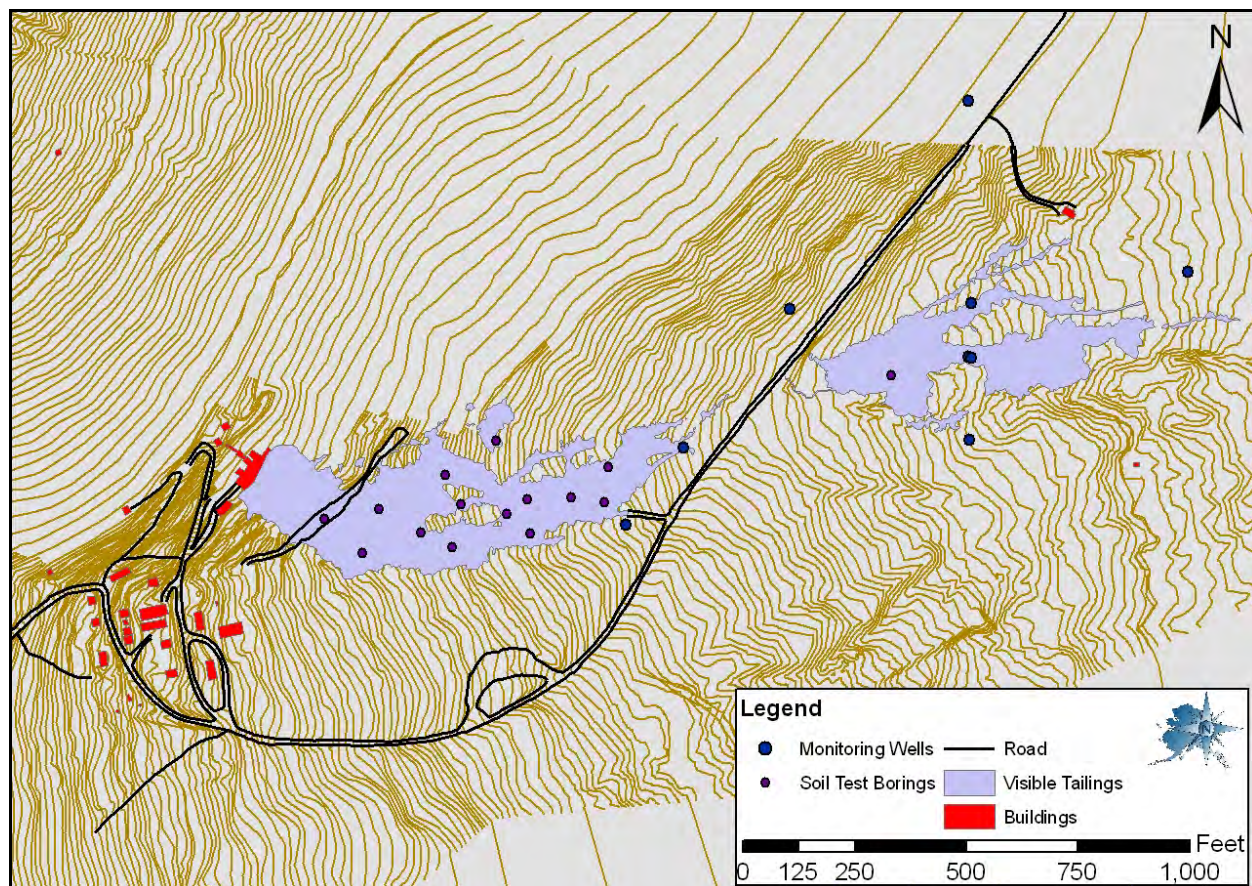 N
Legend
Monitoring Wells Road
Soil Test Borings Visible Tailings
Buildings
Feet
0 125 250 500 750 1,000